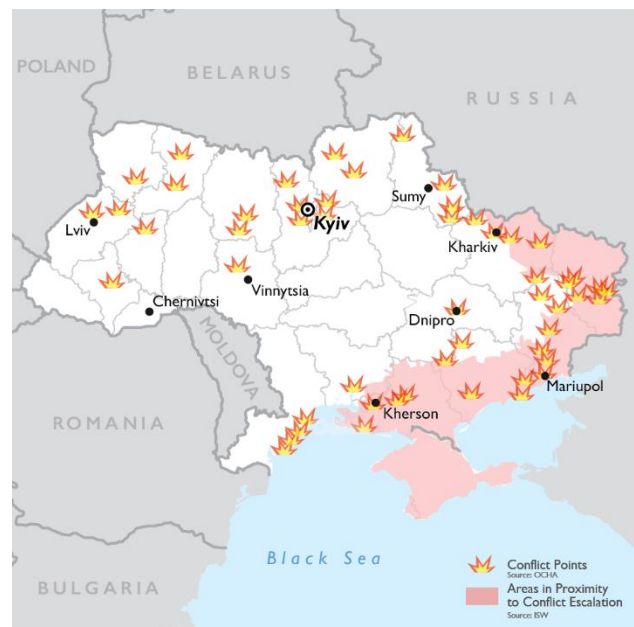 POLAND
BELARUS
RUSSIA
Sumy
Kyiv
Lviv
Kharkiv
Vinnytsia
Chernivtsi
Dnipro
MOLDOVA
Mariupol
Kherson
ROMANIA
Black Sea
Conflict Points
Source: OCHA
Areas in Proximity
to Conflict Escalation
Source: ISW
BULGARIA